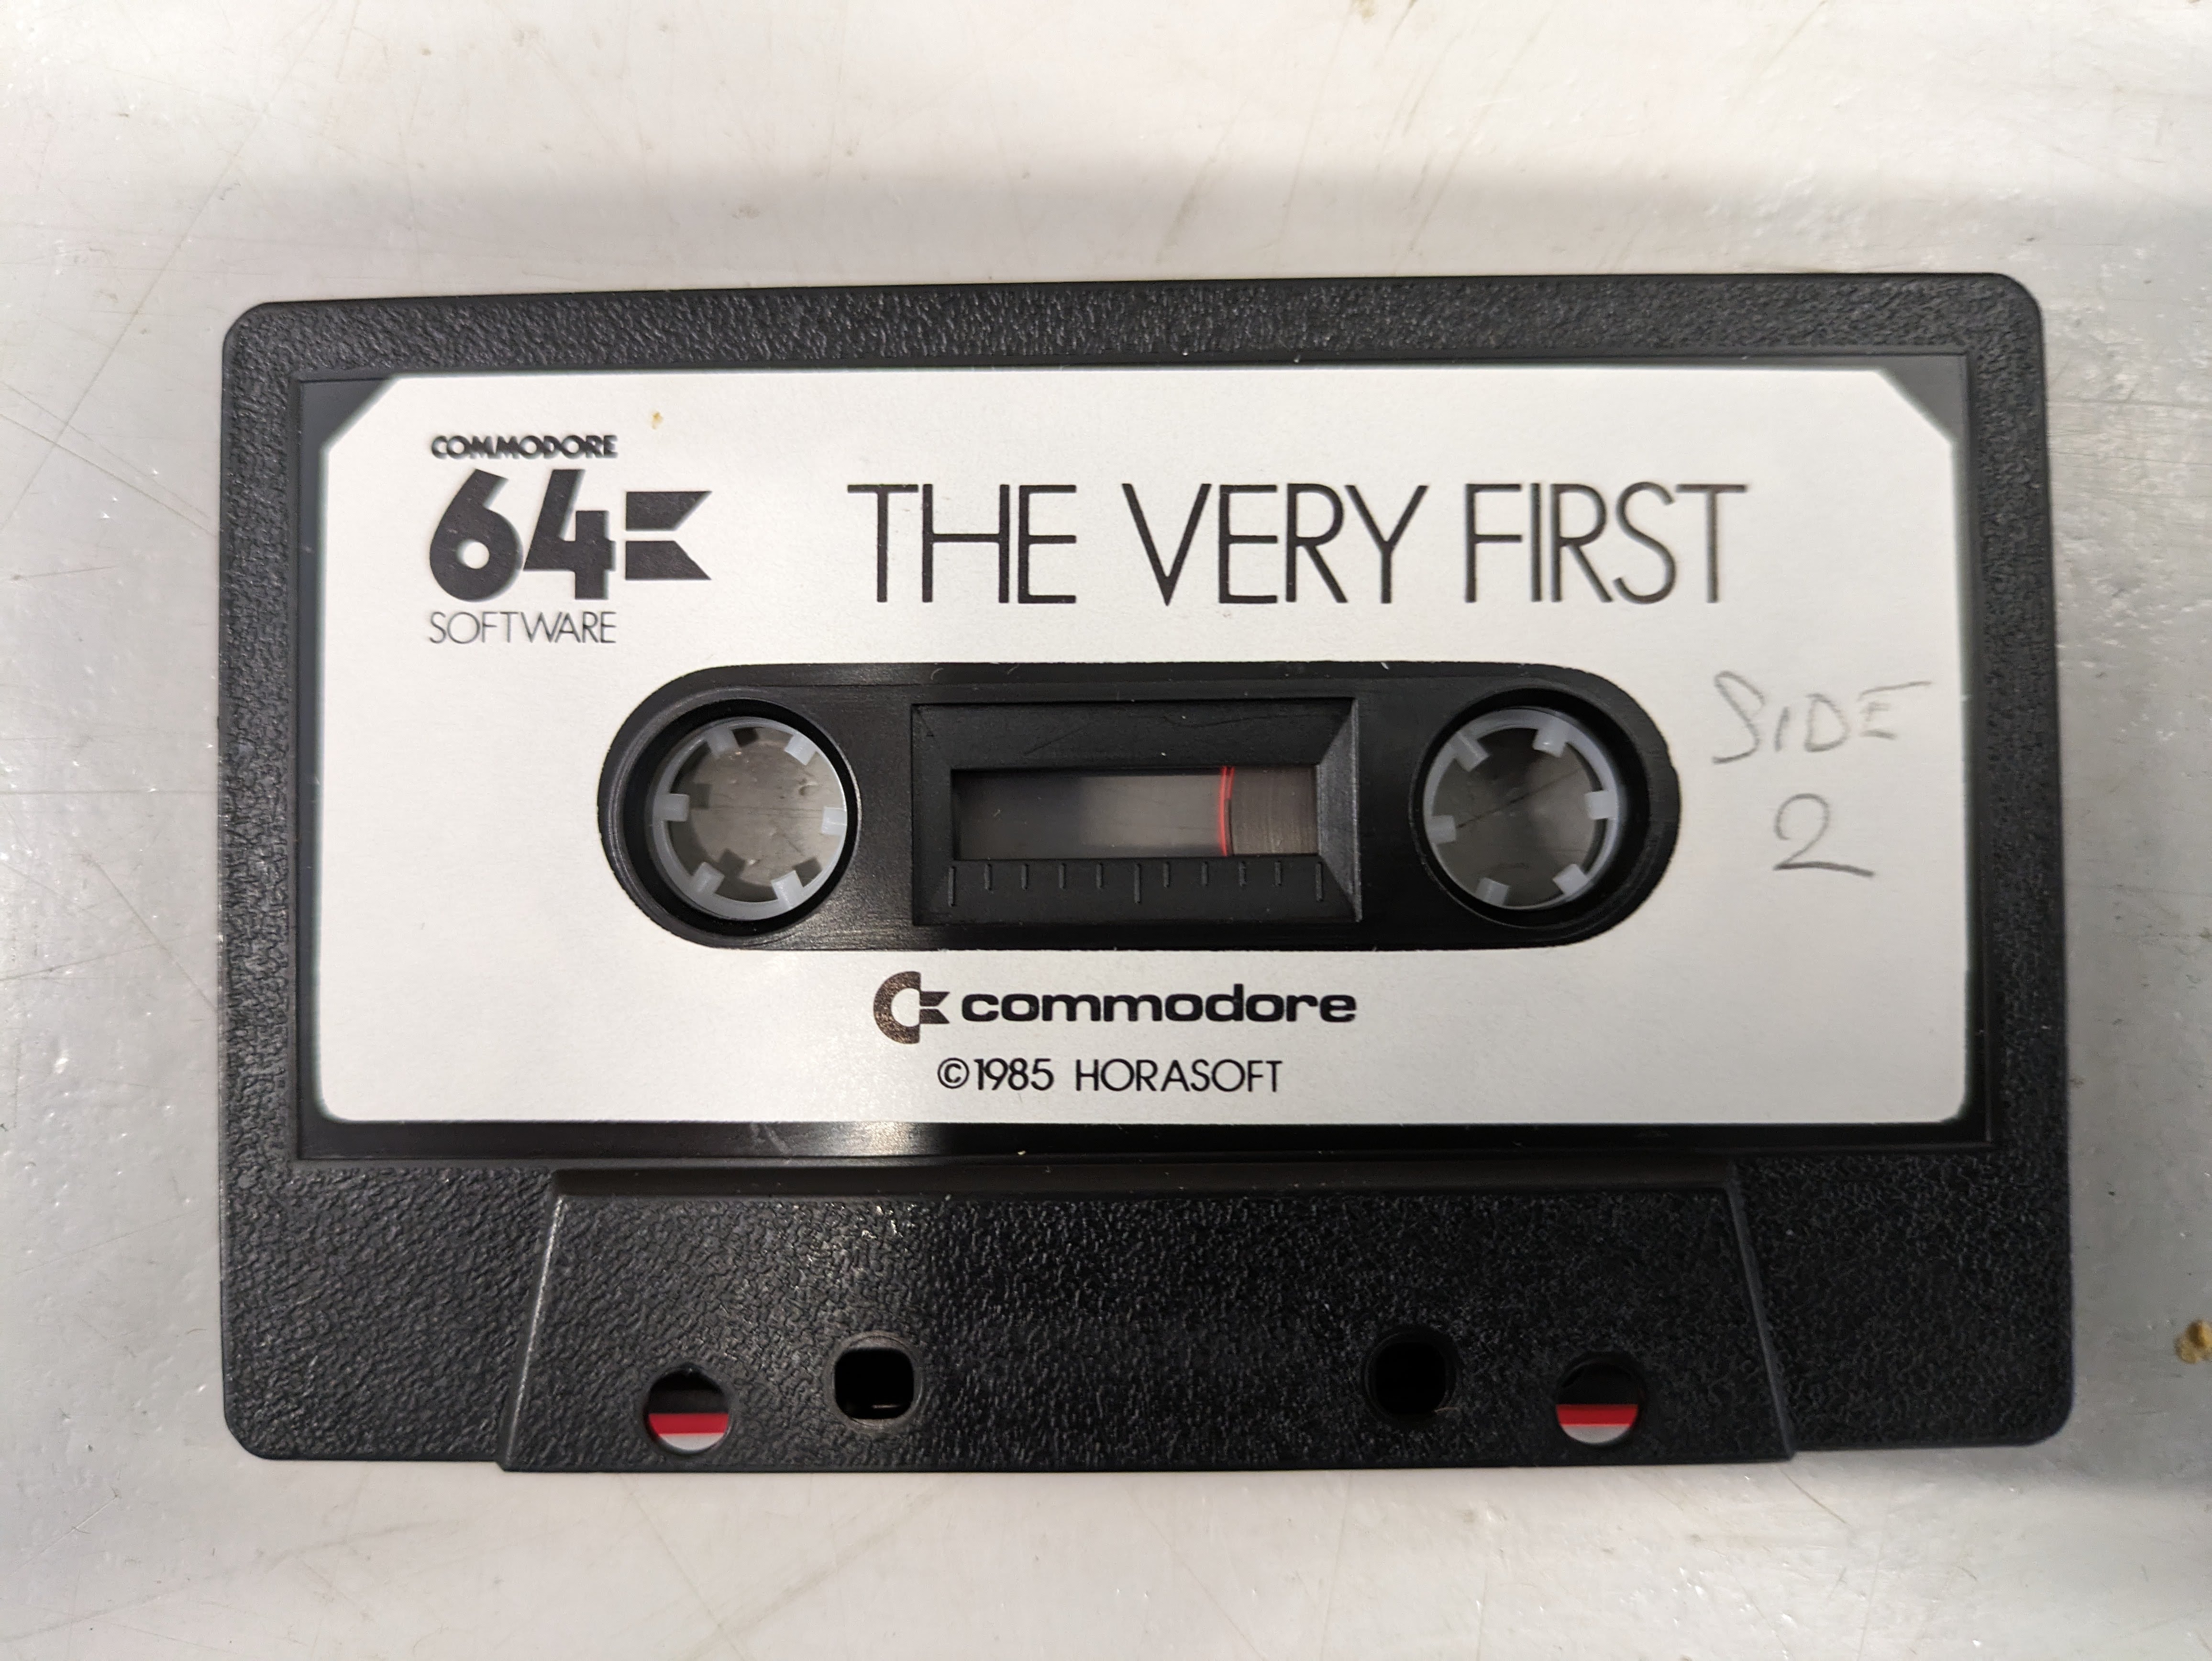 COMMODORE
64
SOFTWARE
THE VERY FIRST
SIDE
2
commodore
©1985 HORASOFT